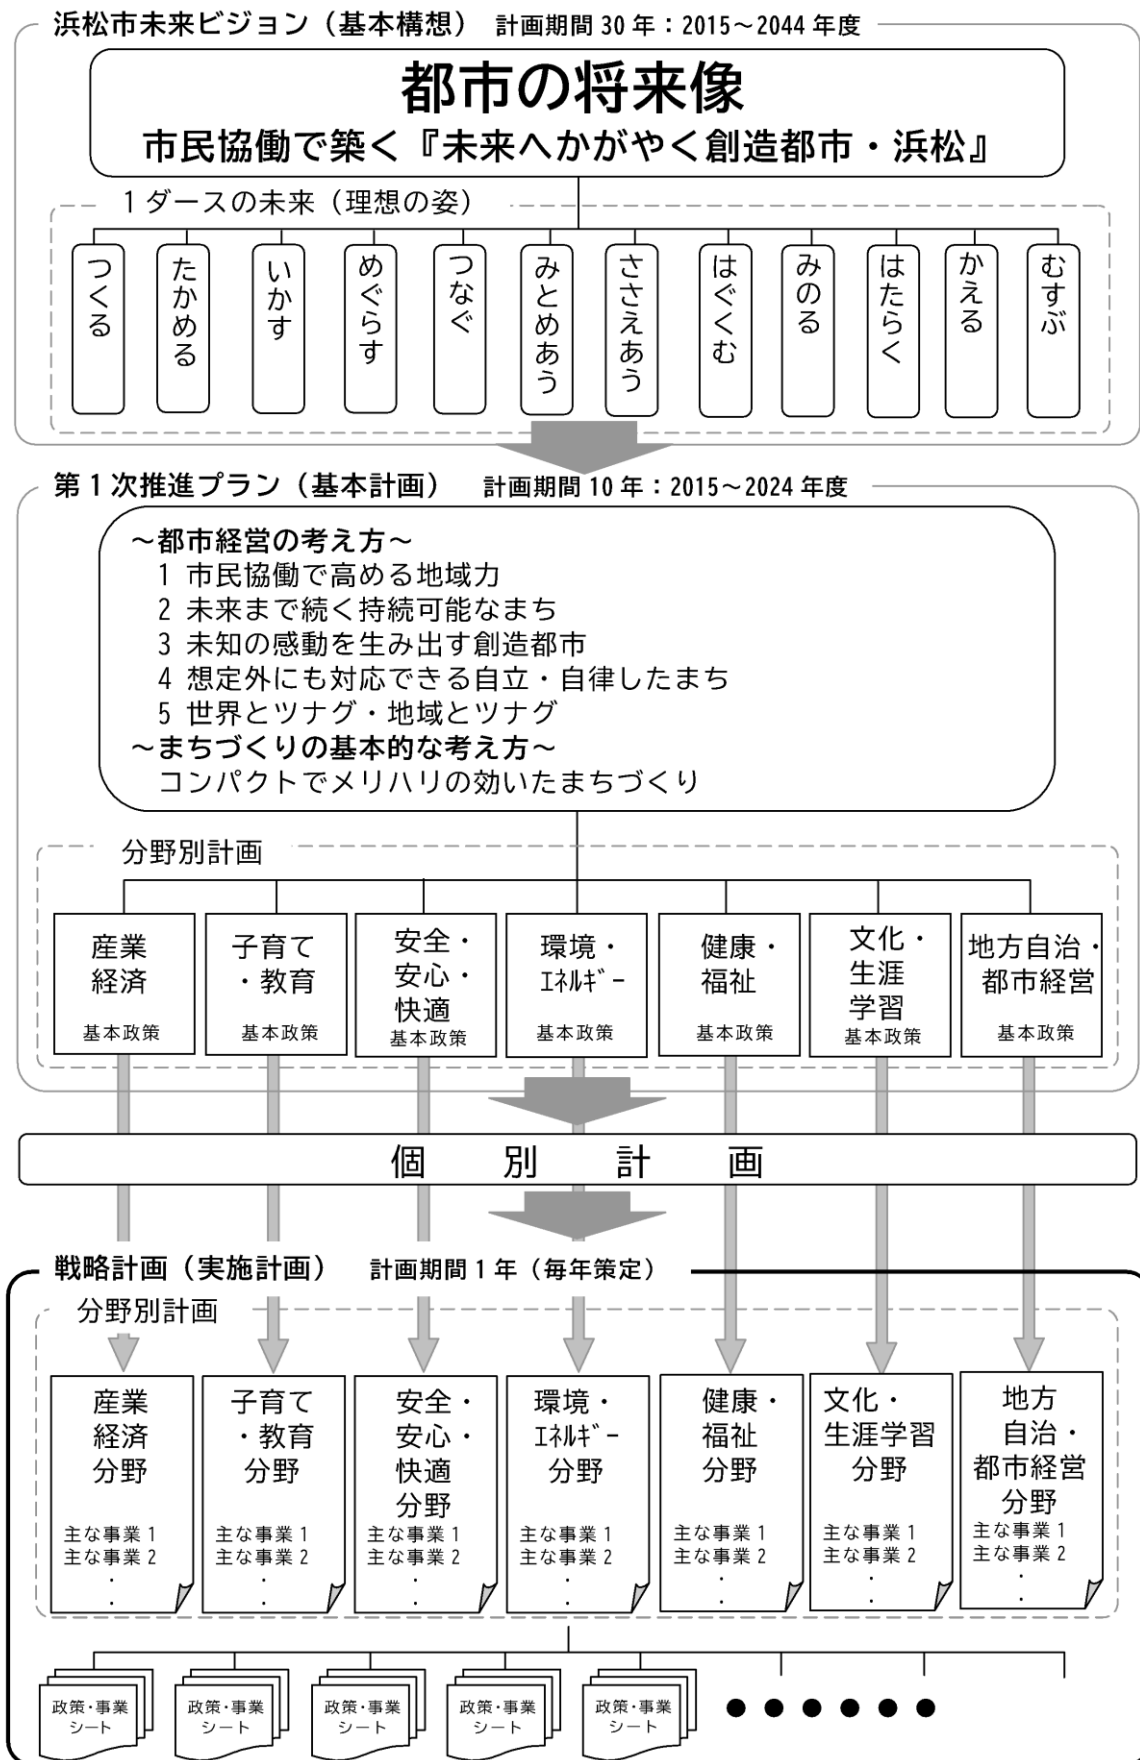 浜松市未来ビジョン（基本構想） 計画期間 30 年：2015～2044 年度
都市の将来像
市民協働で築く『未来へかがやく創造都市・浜松』
1 ダースの未来（理想の姿）
つくる
たかめる
いかす
めぐらす
つなぐ
みとめあう
ささえあう
はぐくむ
みのる
はたらく
かえる
むすぶ
第 1 次推進プラン（基本計画） 計画期間 10 年：2015～2024 年度
～都市経営の考え方～
1 市民協働で高める地域力
2 未来まで続く持続可能なまち
3 未知の感動を生み出す創造都市
4 想定外にも対応できる自立・自律したまち
5 世界とツナグ・地域とツナグ
～まちづくりの基本的な考え方～
コンパクトでメリハリの効いたまちづくり
分野別計画
産業
経済
基本政策
子育て
・教育
基本政策
安全・
安心・
快適
基本政策
環境・
ｴﾈﾙｷﾞｰ
基本政策
健康・
福祉
基本政策
文化・
生涯
学習
基本政策
地方自治・
都市経営
基本政策
個 別 計 画
戦略計画（実施計画） 計画期間 1 年（毎年策定）
分野別計画
産業
経済
分野
主な事業 1
主な事業 2
・
・
子育て
・教育
分野
主な事業 1
主な事業 2
・
・
安全・
安心・
快適
分野
主な事業 1
主な事業 2
・
・
環境・
ｴﾈﾙｷﾞｰ
分野
主な事業 1
主な事業 2
・
・
健康・
福祉
分野
主な事業 1
主な事業 2
・
・
文化・
生涯学習
分野
主な事業 1
主な事業 2
・
・
地方
自治・
都市経営
分野
主な事業 1
主な事業 2
・
・
政策・事業
シート
政策・事業
シート
政策・事業
シート
政策・事業
シート
政策・事業
シート
●●●●●●